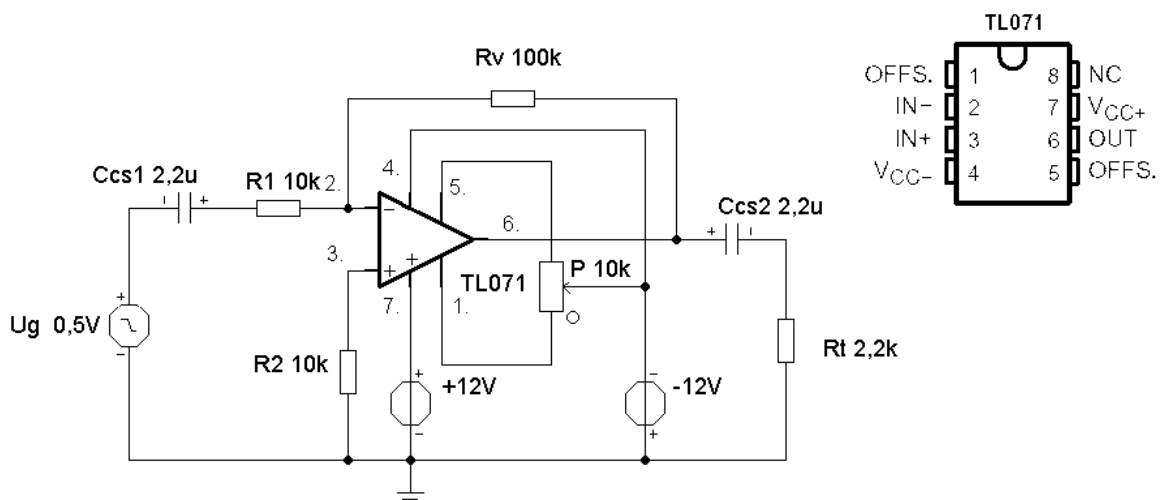 TL071
OFFS. 1 8 NC
IN- 2 7 VCC+
IN+ 3 6 OUT
VCC- 4 5 OFFS.
Rv 100k
4.
5.
Ccs1 2,2u
R1 10k
2.
Ccs2 2,2u
6.
3.
TL071
P 10k
7.
1.
Ug 0,5V
R2 10k
+12V
-12V
Rt 2,2k